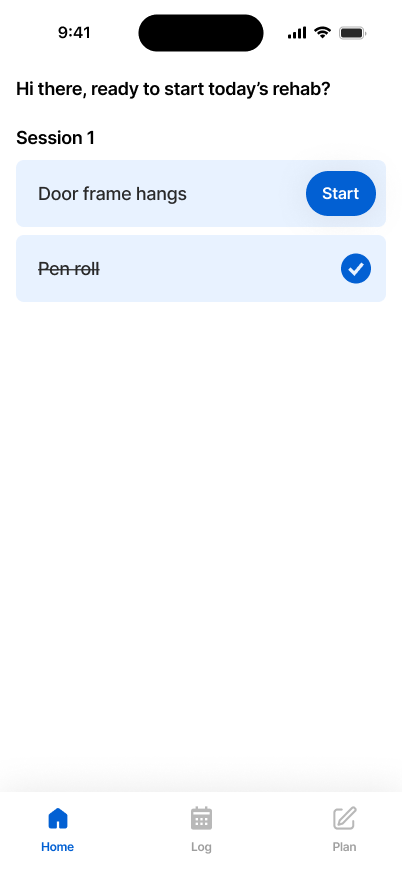 9:41
Hi there, ready to start today’s rehab?
Session 1
Door frame hangs
Start
Pen roll
Home
Log
Plan